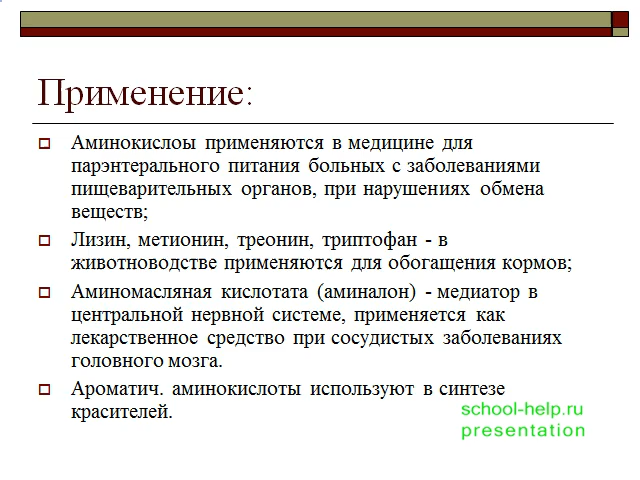 Применение:
Аминокислоы применяются в медицине для
парэнтерального питания больных с заболеваниями
пищеварительных органов, при нарушениях обмена
веществ;
Лизин, метионин, треонин, триптофан - в
животноводстве применяются для обогащения кормов;
Аминомасляная кислотата (аминалон) - медиатор в
центральной нервной системе, применяется как
лекарственное средство при сосудистых заболеваниях
головного мозга.
Ароматич. аминокислоты используют в синтезе
красителей.
school-help.ru
presentation